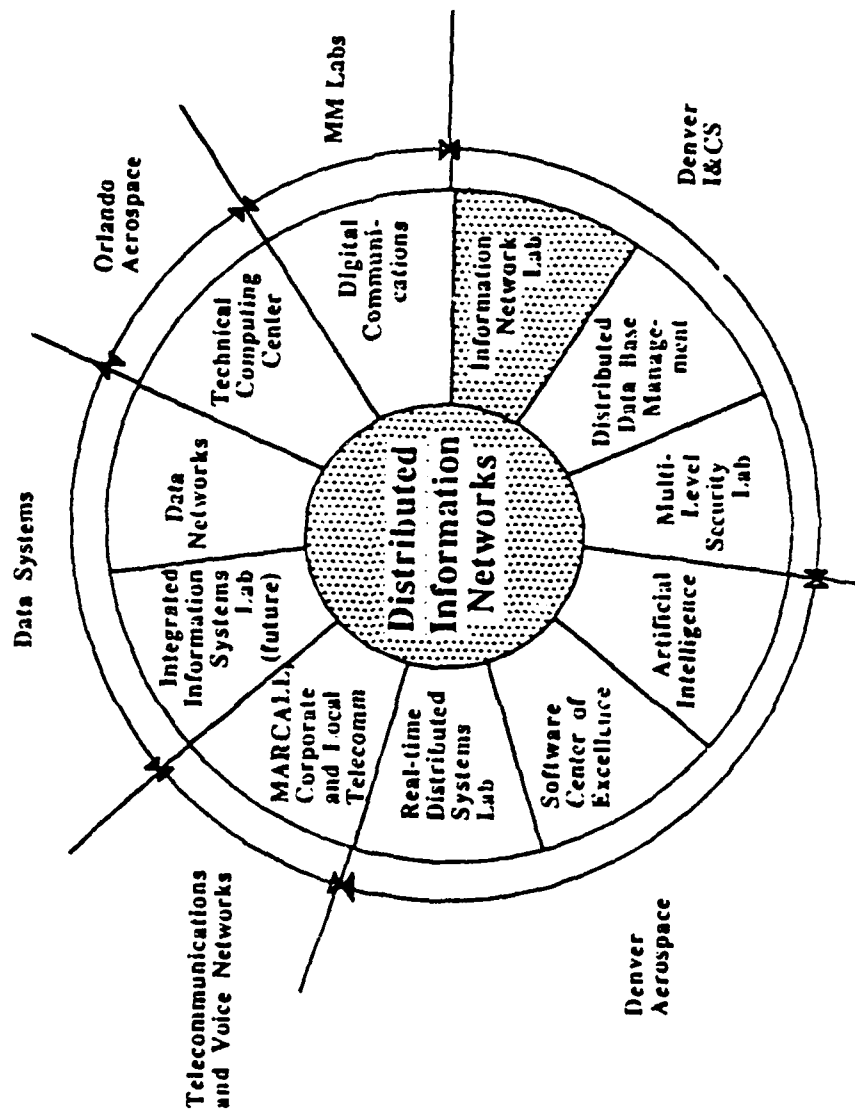 Data Systems
Orlando
Aerospace
MM Labs
Denver
I&CS
Denver
Aerospace
Telecommunications
and Voice Networks
Distributed
Information
Networks
Data
Networks
Technical
Computing
Center
Digital
Communi-
cations
Information
Network
Lab
Distributed
Data Base
Manage-
ment
Multi-
Level
Security
Lab
Artificial
Intelligence
Software
Center of
Excellence
Real-time
Distributed
Systems
Lab
MARCALL,
Corporate
and Local
Telecomm
Integrated
Information
Systems
Lab
(future)